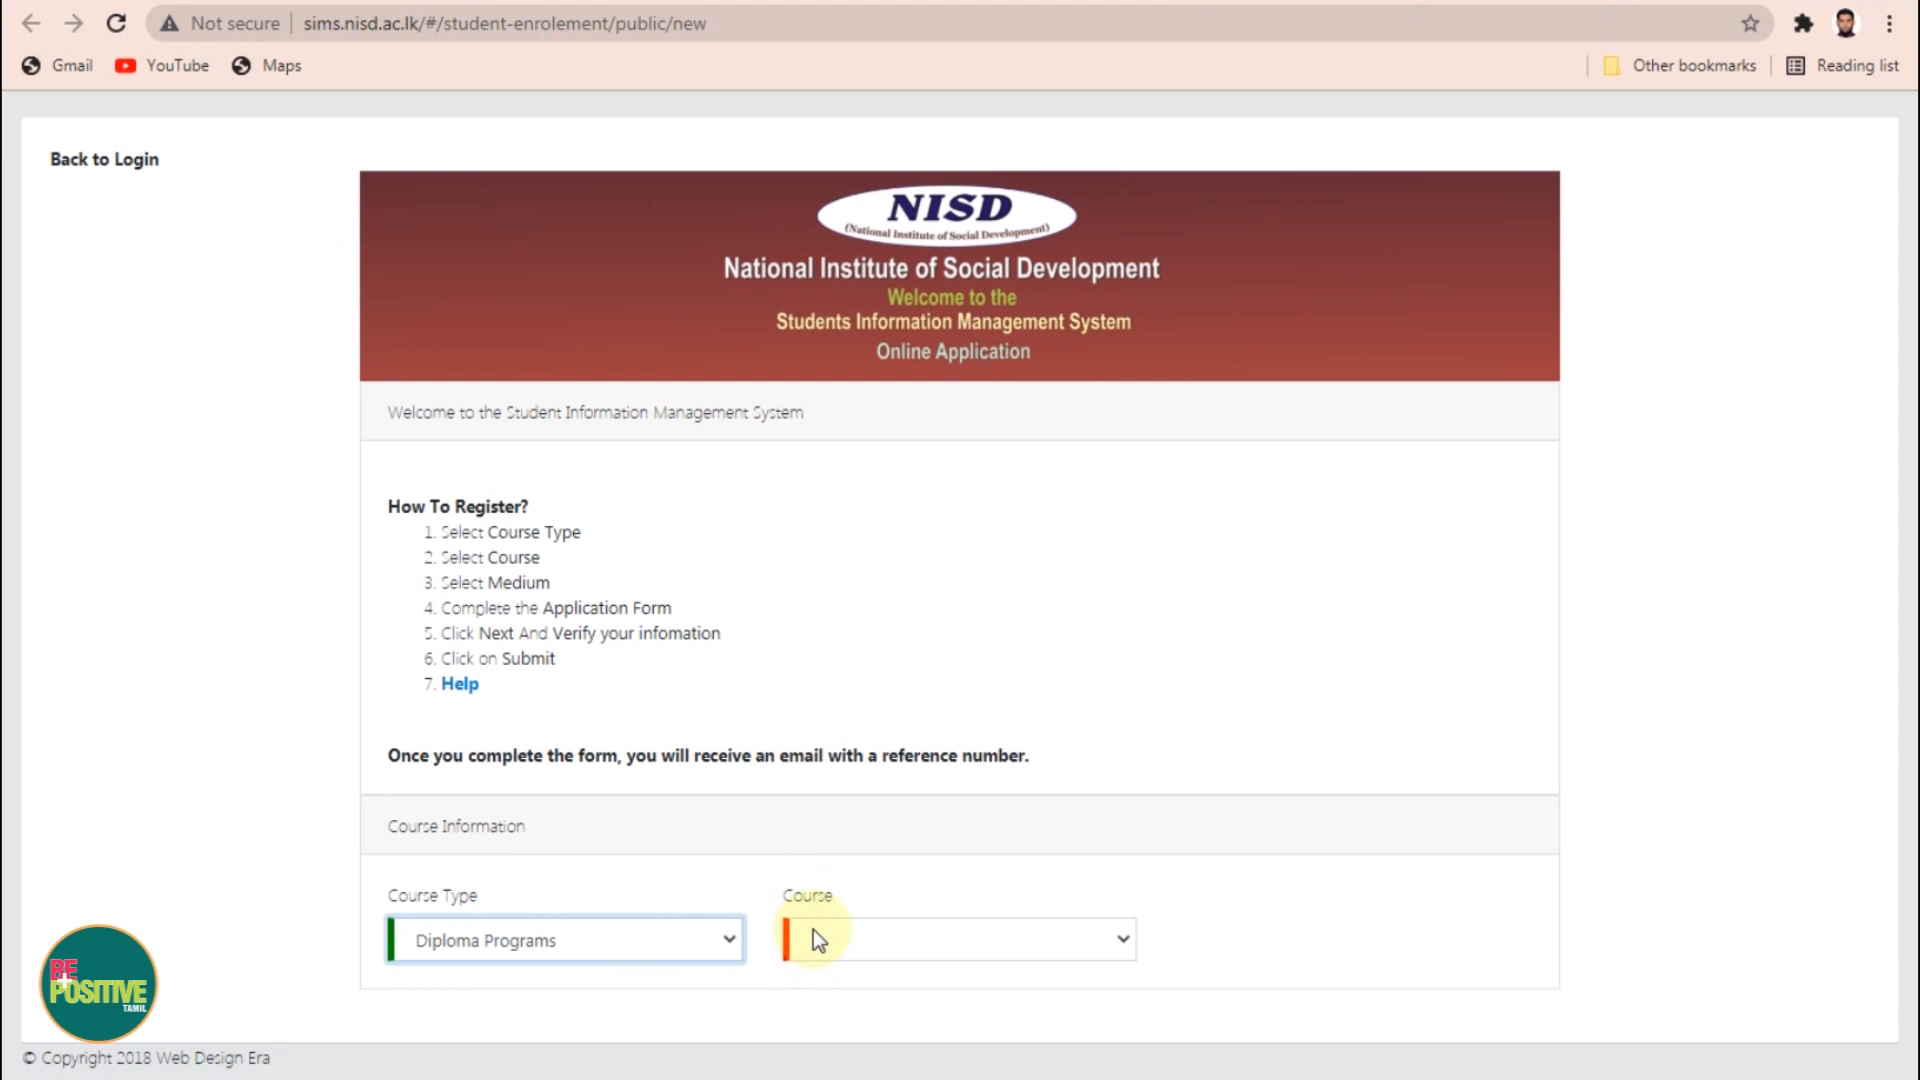 Not secure
sims.nisd.ac.lk/#/student-enrolement/public/new
Gmail
YouTube
Maps
Other bookmarks
Reading list
Back to Login
NISD
(National Institute of Social Development)
National Institute of Social Development
Welcome to the
Students Information Management System
Online Application
Welcome to the Student Information Management System
How To Register?
1. Select Course Type
2. Select Course
3. Select Medium
4. Complete the Application Form
5. Click Next And Verify your infomation
6. Click on Submit
7. Help
Once you complete the form, you will receive an email with a reference number.
Course Information
Course Type
Course
Diploma Programs
BE
+
POSITIVE
TAMIL
© Copyright 2018 Web Design Era